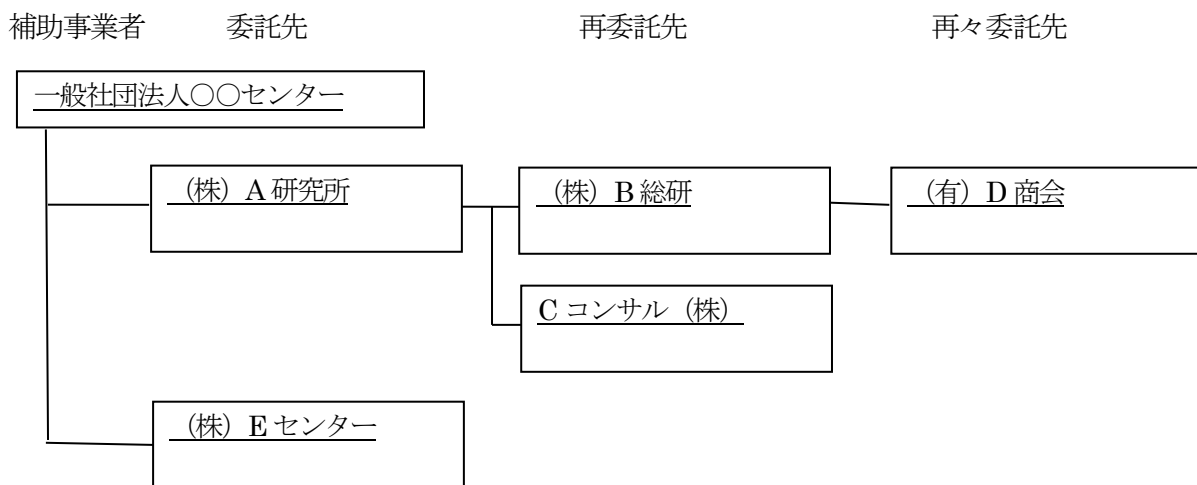 補助事業者 委託先 再委託先 再々委託先
一般社団法人○○センター
（株）A研究所 （株）B総研 （有）D商会
Cコンサル（株）
（株）Eセンター